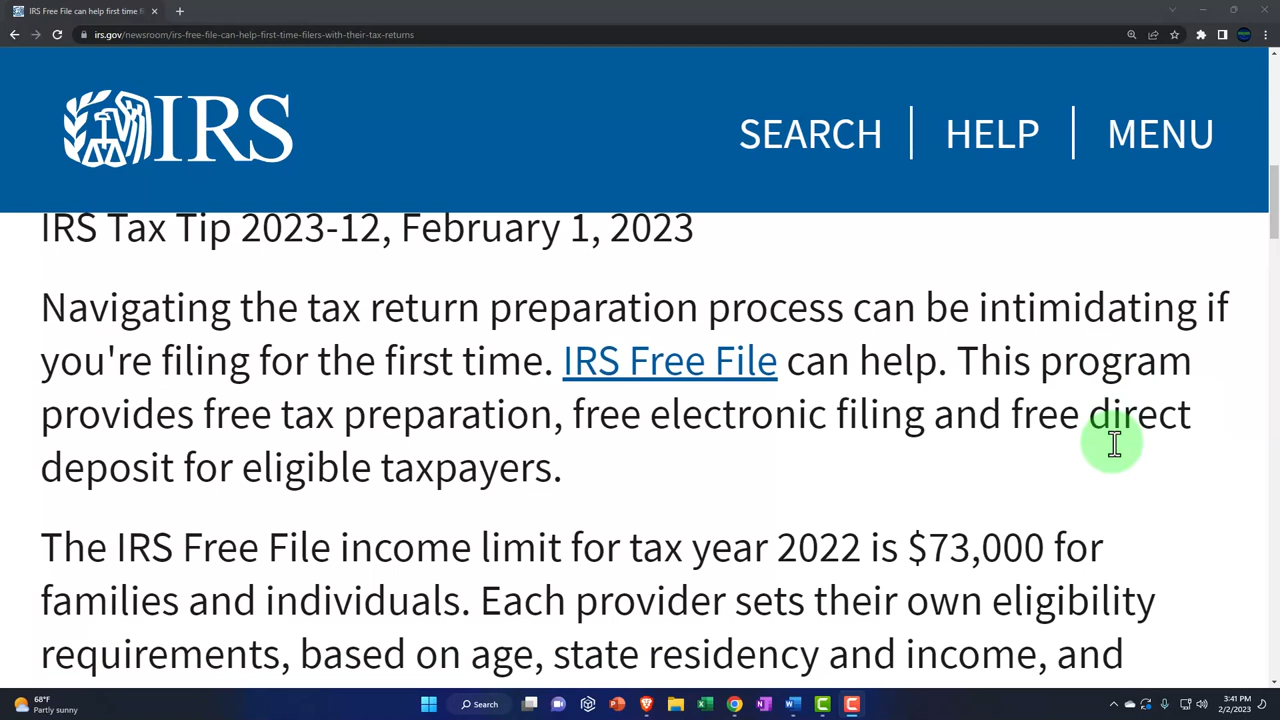 IRS Free File can help first time f
irs.gov/newsroom/irs-free-file-can-help-first-time-filers-with-their-tax-returns
IRS
SEARCH
HELP
MENU
IRS Tax Tip 2023-12, February 1, 2023
Navigating the tax return preparation process can be intimidating if
you're filing for the first time. IRS Free File can help. This program
provides free tax preparation, free electronic filing and free direct
deposit for eligible taxpayers.
The IRS Free File income limit for tax year 2022 is $73,000 for
families and individuals. Each provider sets their own eligibility
requirements, based on age, state residency and income, and
68°F
Partly sunny
Search
3:41 PM
2/2/2023